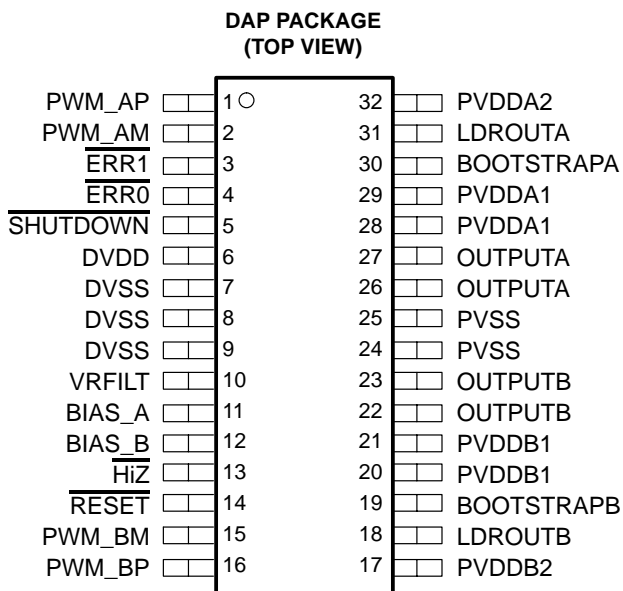 DAP PACKAGE
(TOP VIEW)
PWM_AP 1 32 PVDDA2
PWM_AM 2 31 LDROUTA
ERR1 3 30 BOOTSTRAPA
ERR0 4 29 PVDDA1
SHUTDOWN 5 28 PVDDA1
DVDD 6 27 OUTPUTA
DVSS 7 26 OUTPUTA
DVSS 8 25 PVSS
DVSS 9 24 PVSS
VRFILT 10 23 OUTPUTB
BIAS_A 11 22 OUTPUTB
BIAS_B 12 21 PVDDB1
HiZ 13 20 PVDDB1
RESET 14 19 BOOTSTRAPB
PWM_BM 15 18 LDROUTB
PWM_BP 16 17 PVDDB2